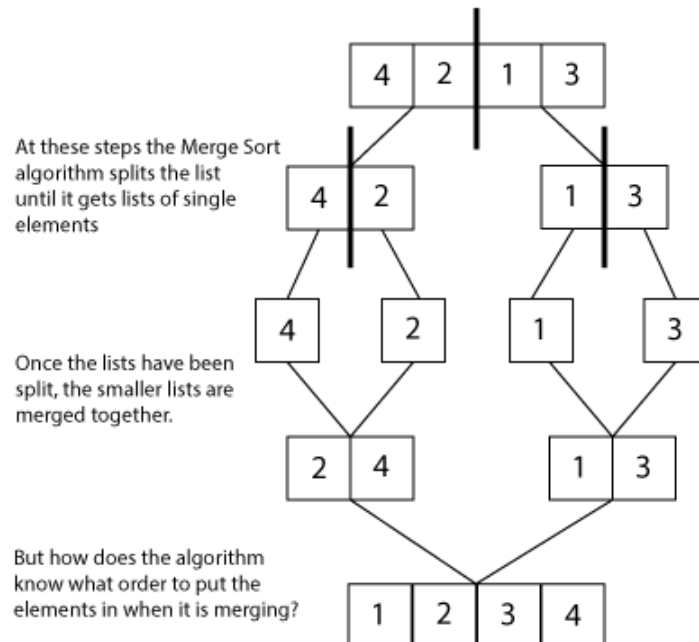 4 2 1 3
At these steps the Merge Sort
algorithm splits the list
until it gets lists of single
elements
4 2 1 3
4 2 1 3
Once the lists have been
split, the smaller lists are
merged together.
2 4 1 3
But how does the algorithm
know what order to put the
elements in when it is merging?
1 2 3 4